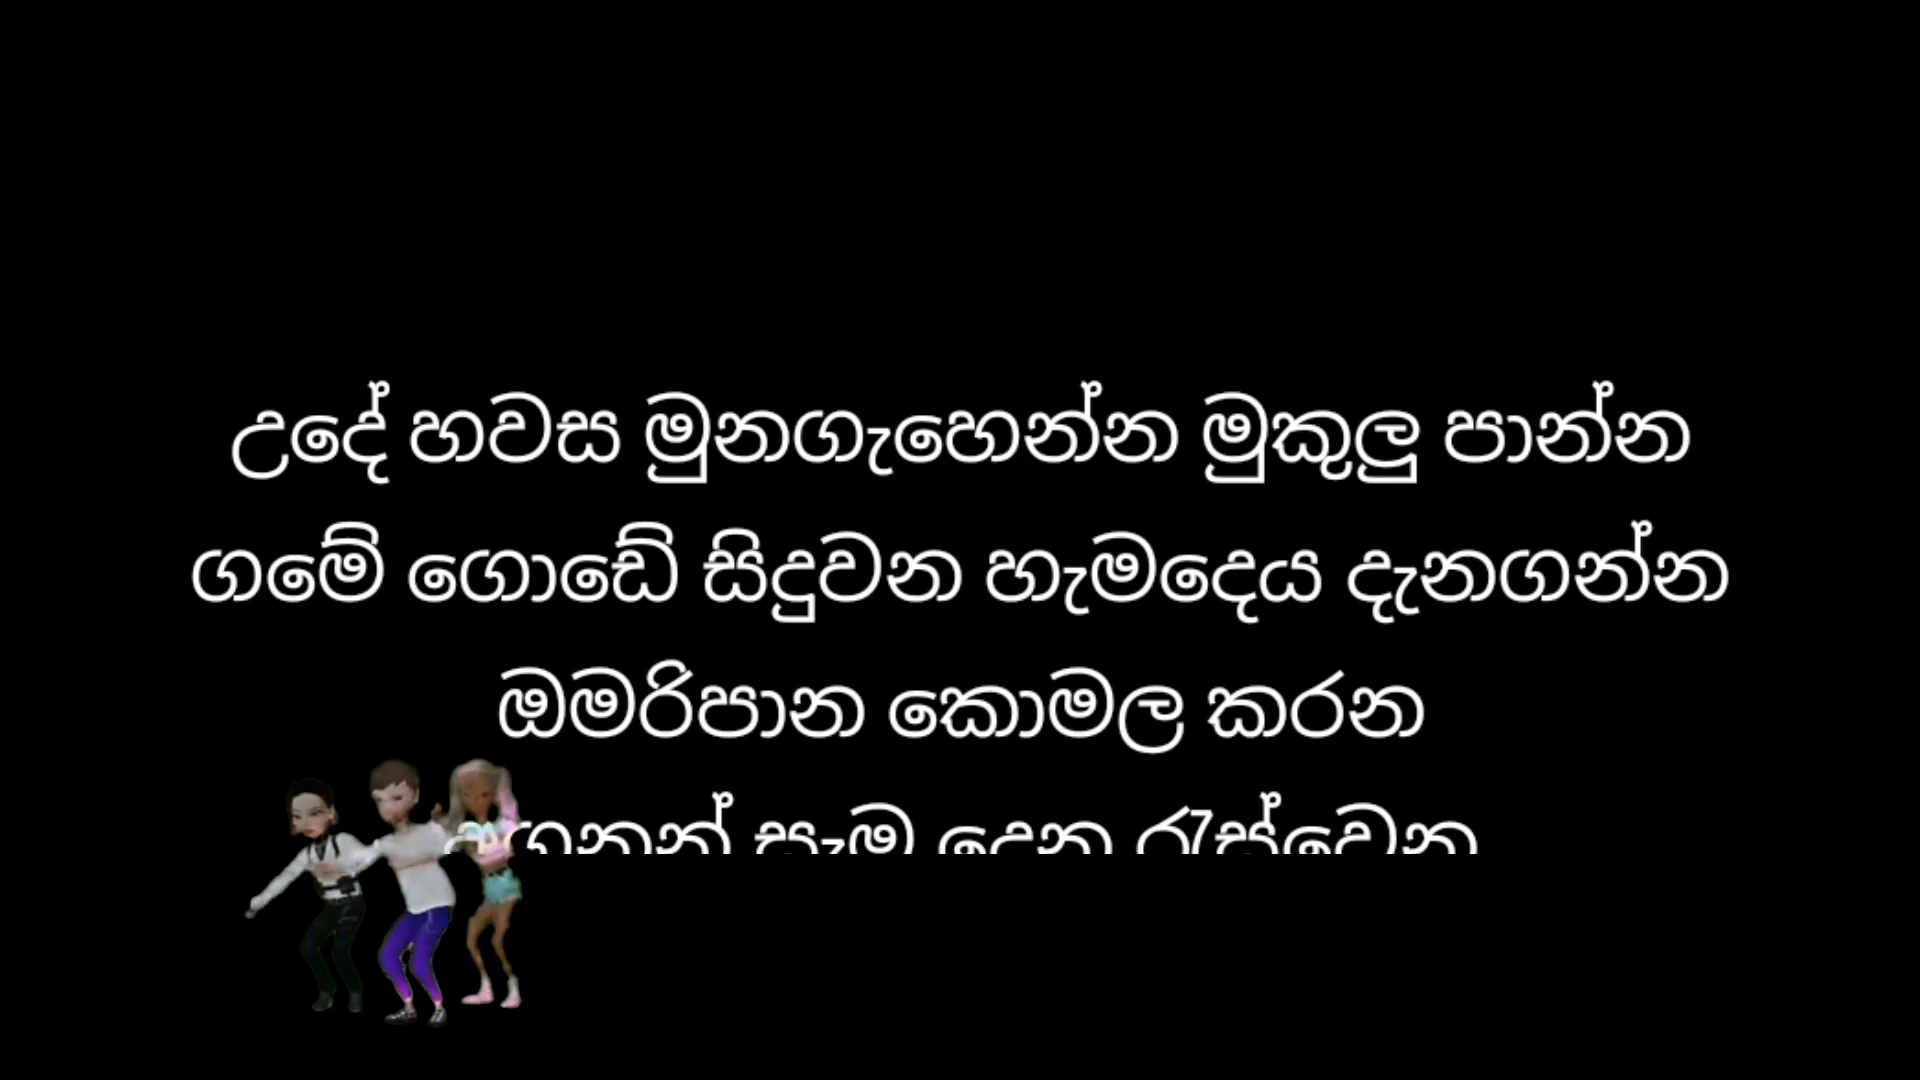 උදේ හවස මුනගැහෙන්න මුකුලු පාන්න
ගමේ ගොඩේ සිදුවන හැමදෙය දැනගන්න
ඔමරිපාන කොමල කරන
සැම දෙන රැස්වෙන